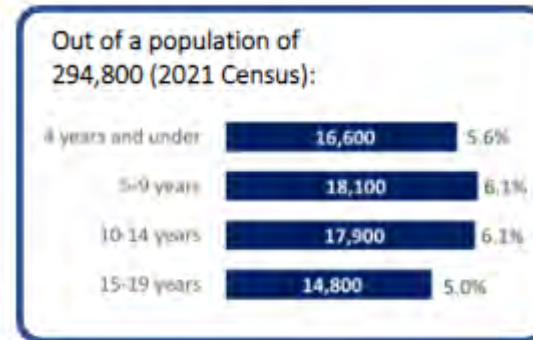 Out of a population of
294,800 (2021 Census):
4 years and under 16,600 5.6%
5-9 years 18,100 6.1%
10-14 years 17,900 6.1%
15-19 years 14,800 5.0%